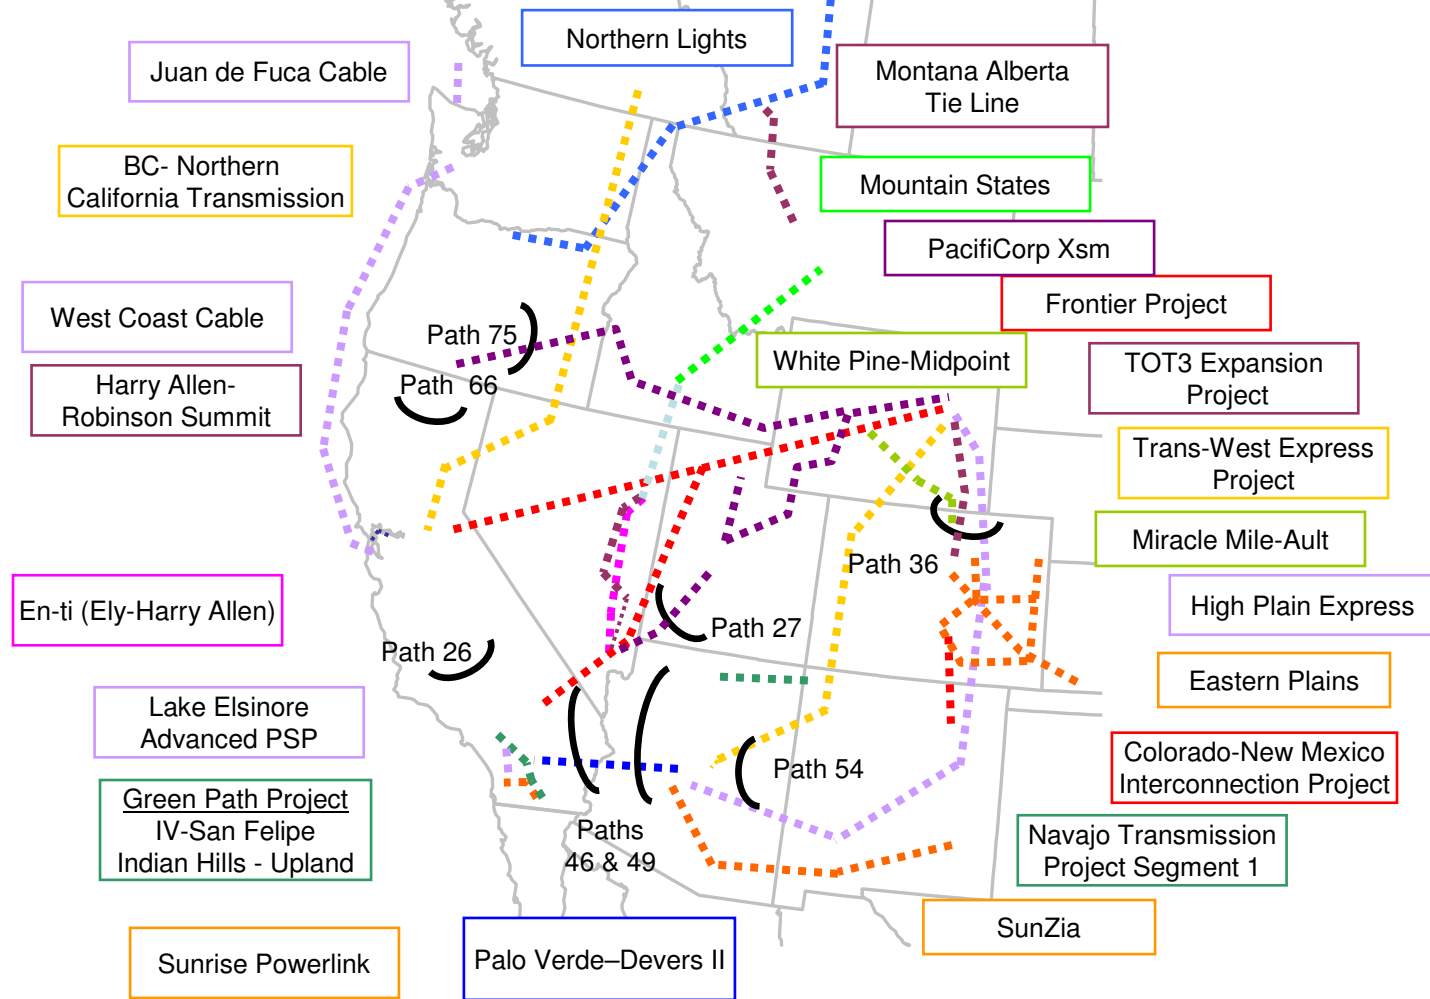 Northern Lights
Juan de Fuca Cable
Montana Alberta
Tie Line
BC- Northern
California Transmission
Mountain States
PacifiCorp Xsm
Frontier Project
West Coast Cable
Path 75
White Pine-Midpoint
TOT3 Expansion
Project
Harry Allen-
Robinson Summit
Path 66
Trans-West Express
Project
Miracle Mile-Ault
Path 36
High Plain Express
En-ti (Ely-Harry Allen)
Path 27
Path 26
Eastern Plains
Lake Elsinore
Advanced PSP
Colorado-New Mexico
Interconnection Project
Path 54
Green Path Project
IV-San Felipe
Indian Hills - Upland
Paths
46 & 49
Navajo Transmission
Project Segment 1
SunZia
Sunrise Powerlink
Palo Verde–Devers II